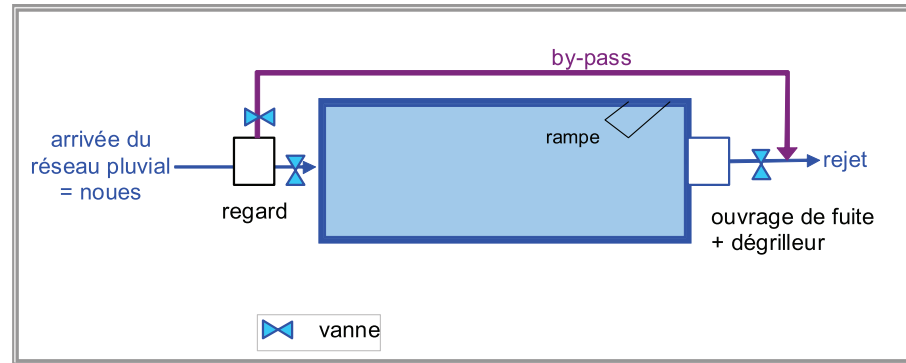 by-pass
arrivée du
réseau pluvial
= noues
rampe
rejet
regard
ouvrage de fuite
+ dégrilleur
vanne